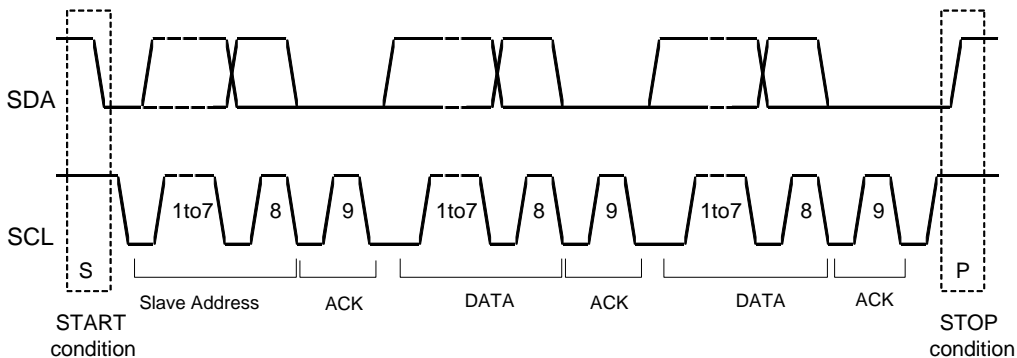 SDA
1to7 8 9 1to7 8 9 1to7 8 9
SCL
S P
Slave Address ACK DATA ACK DATA ACK
START
condition
STOP
condition